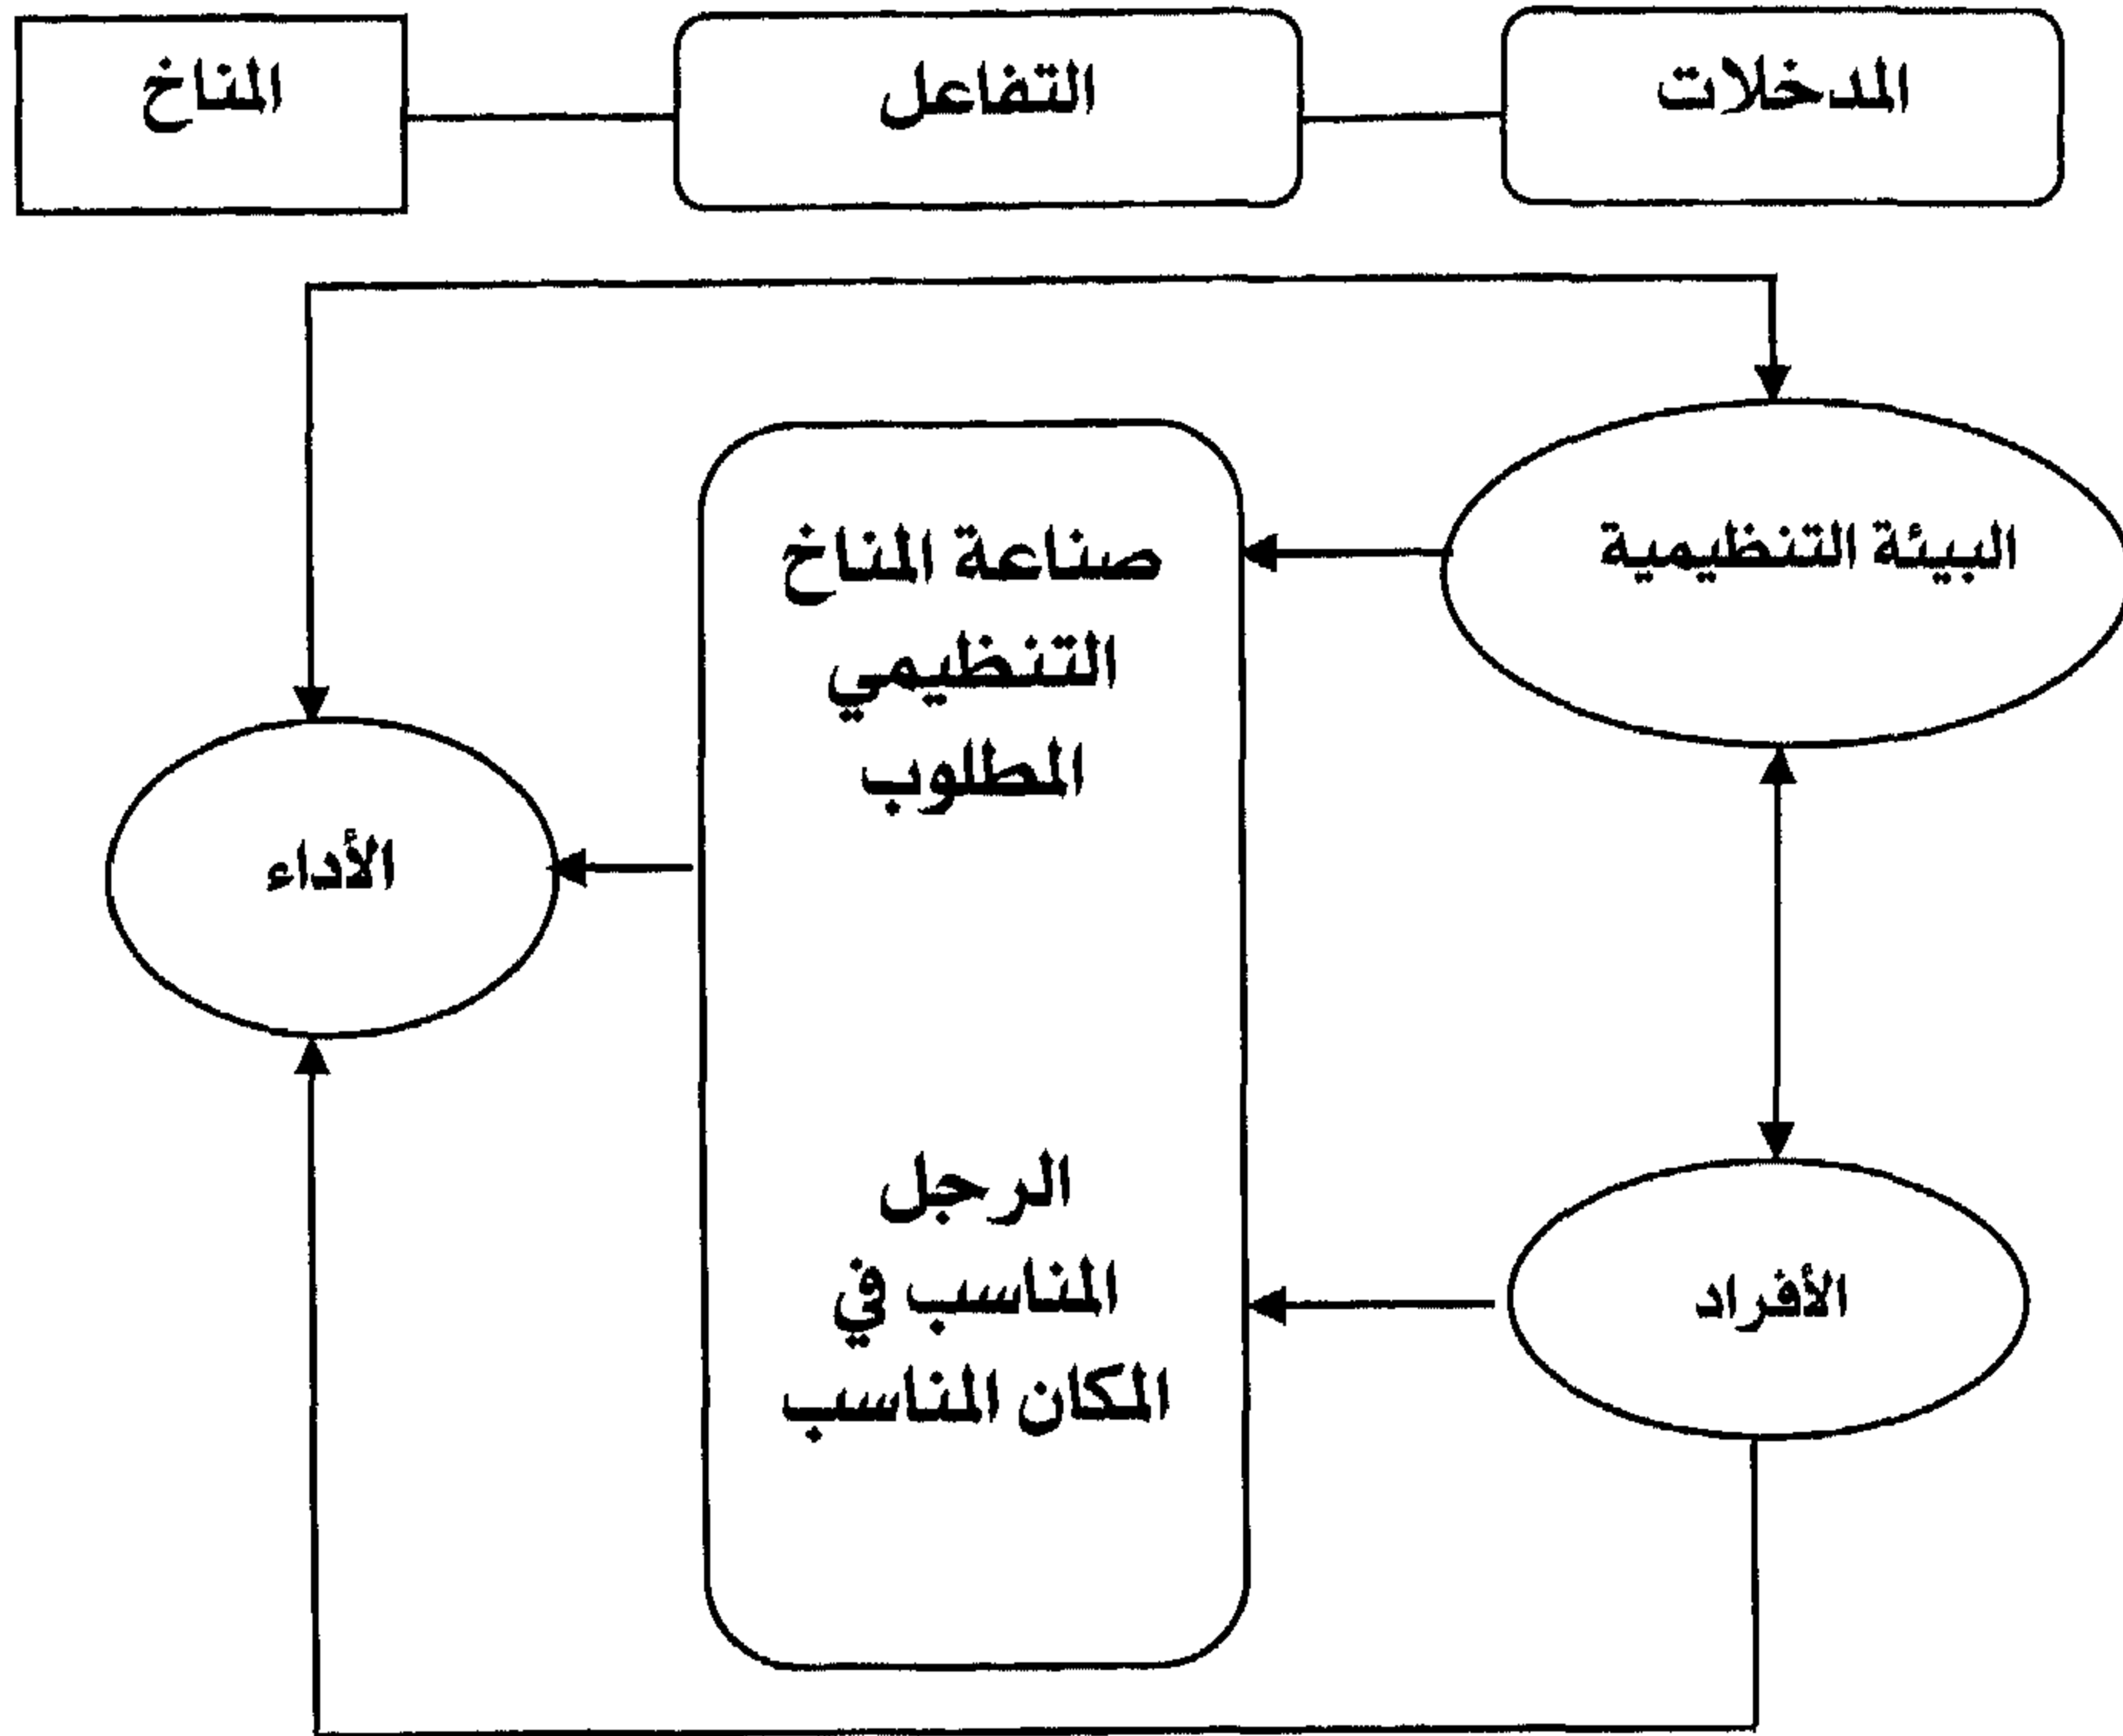 المدخلات
التفاعل
المناخ
البيئة التنظيمية
صناعة المناخ
التنظيمي
المطلوب
الأداء
الرجل
المناسب في
المكان المناسب
الأفراد